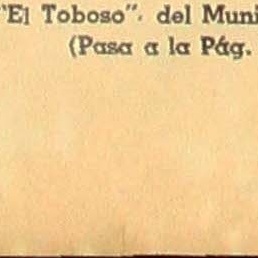 "El Toboso", del Muni
(Pasa a la Pág.